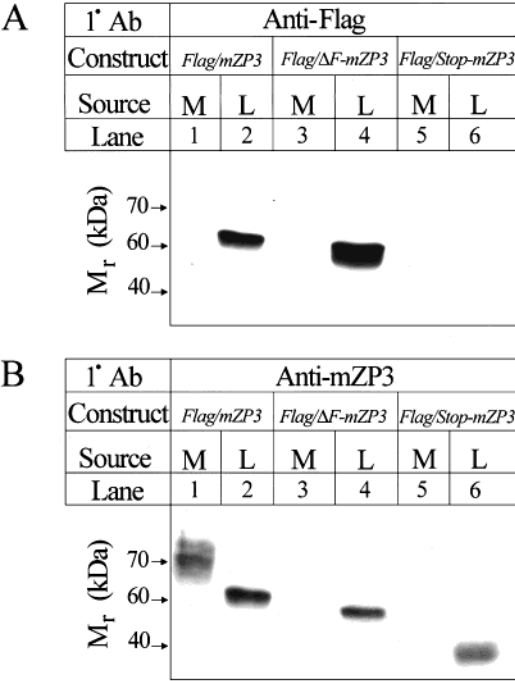 A
1° Ab Anti-Flag
Construct Flag/mZP3 Flag/ΔF-mZP3 Flag/Stop-mZP3
Source M L M L M L
Lane 1 2 3 4 5 6
Mr (kDa)
70
60
40
B
1° Ab Anti-mZP3
Construct Flag/mZP3 Flag/ΔF-mZP3 Flag/Stop-mZP3
Source M L M L M L
Lane 1 2 3 4 5 6
Mr (kDa)
70
60
40